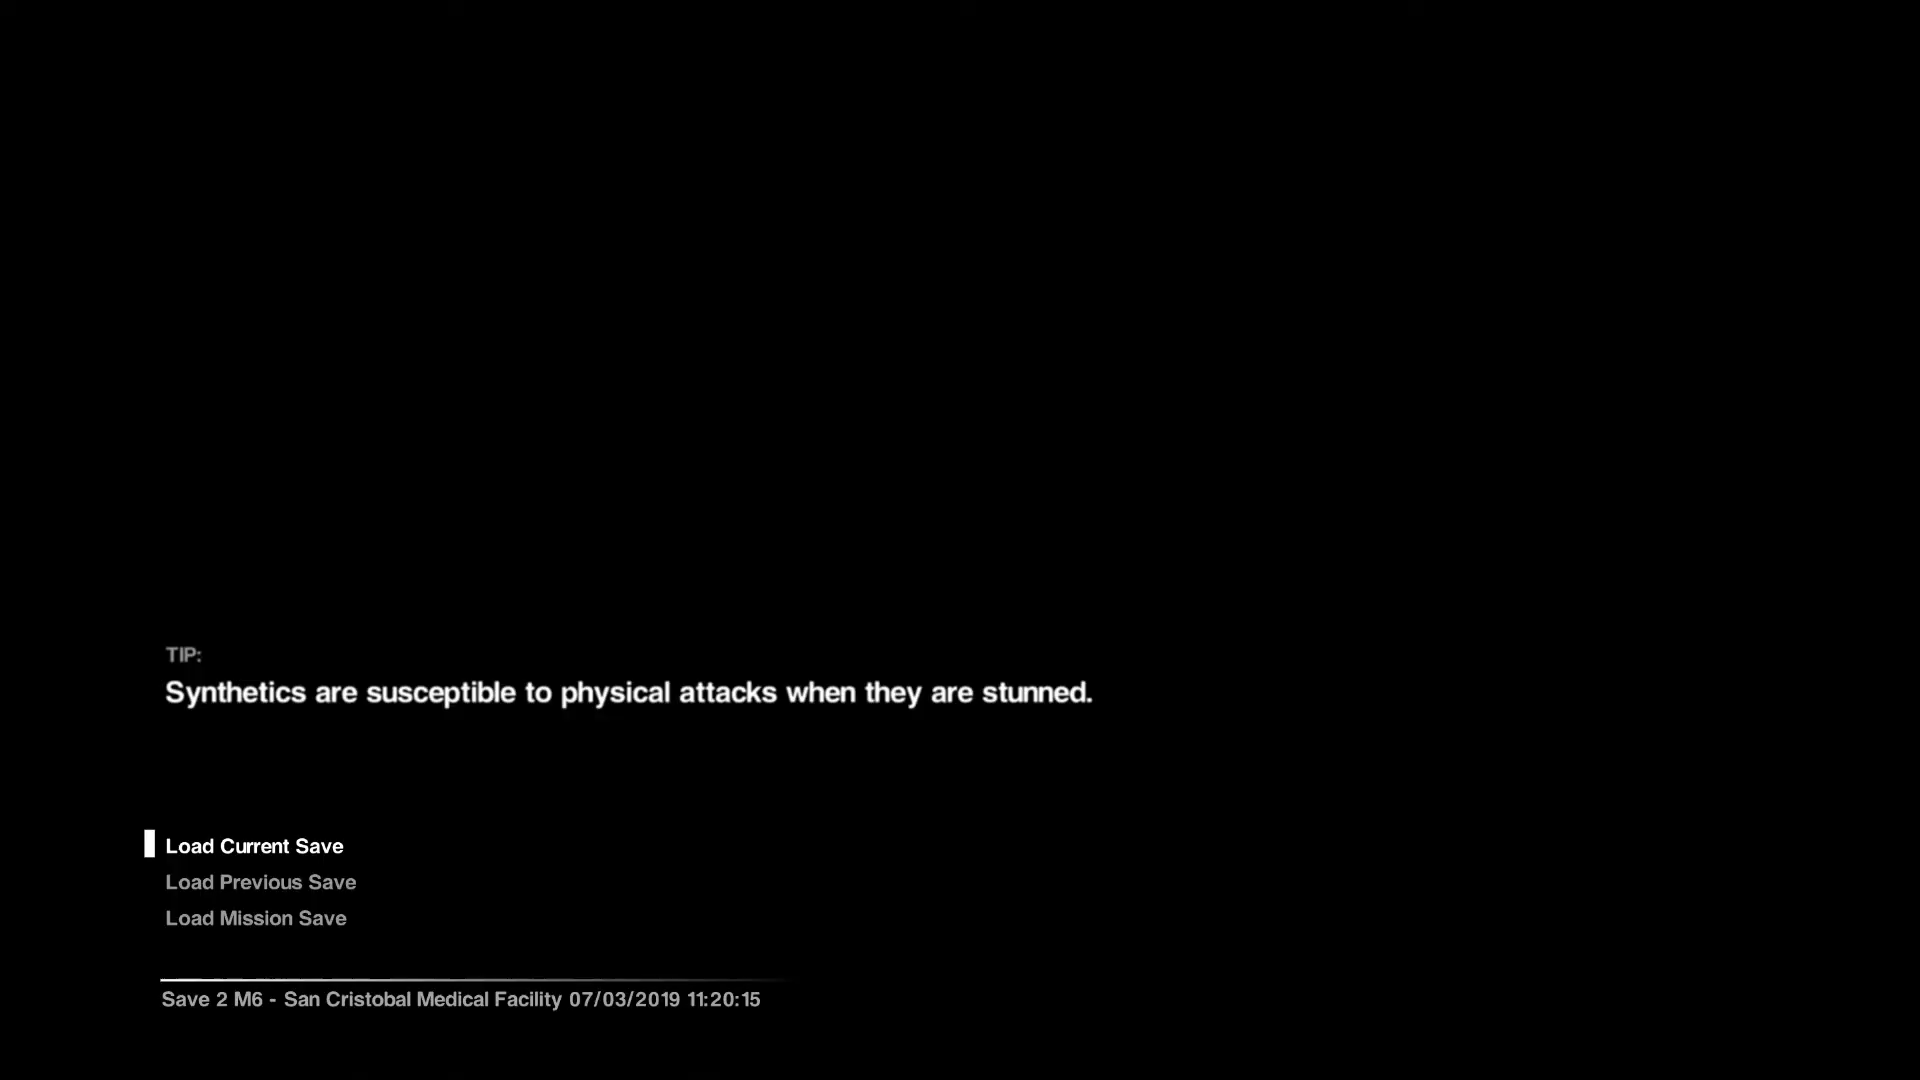 TIP:
Synthetics are susceptible to physical attacks when they are stunned.
Load Current Save
Load Previous Save
Load Mission Save
Save 2 M6 - San Cristobal Medical Facility 07/03/2019 11:20:15